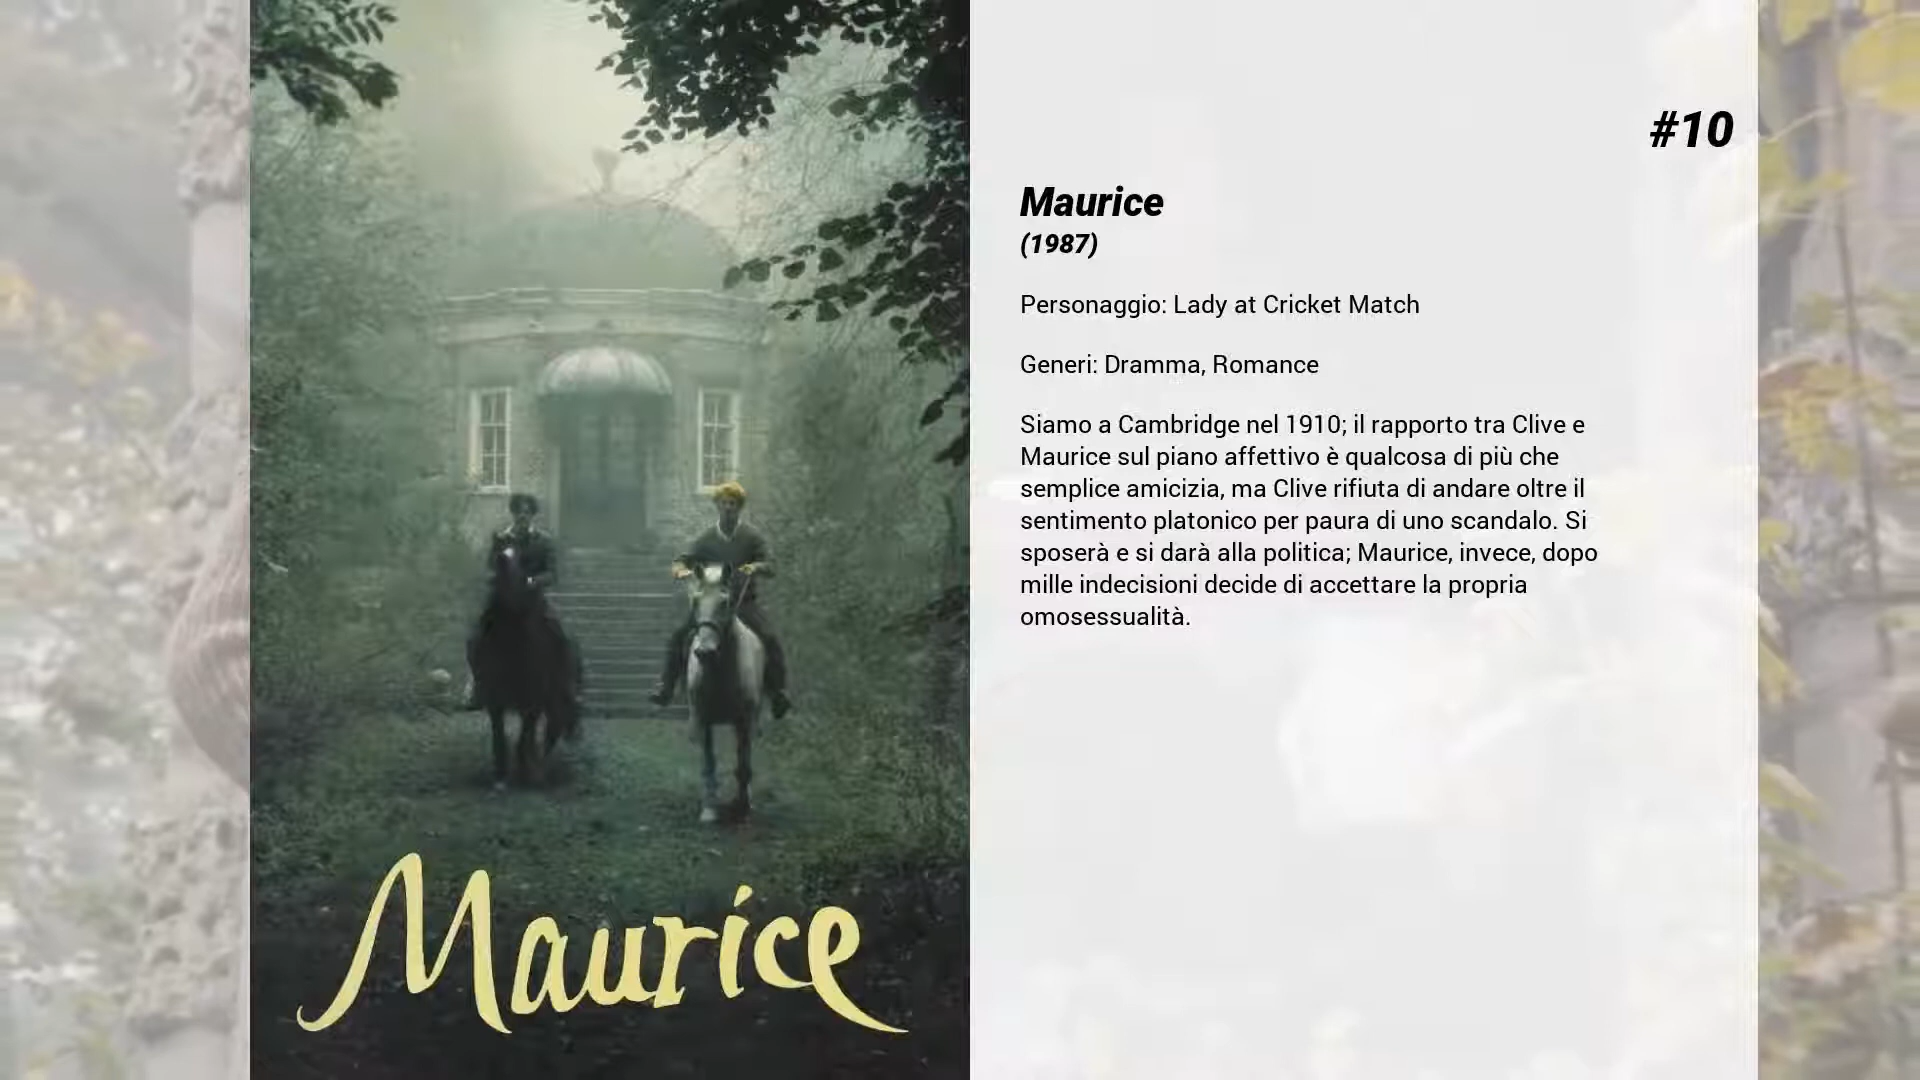 #10
Maurice
(1987)
Personaggio: Lady at Cricket Match
Generi: Dramma, Romance
Siamo a Cambridge nel 1910; il rapporto tra Clive e
Maurice sul piano affettivo è qualcosa di più che
semplice amicizia, ma Clive rifiuta di andare oltre il
sentimento platonico per paura di uno scandalo. Si
sposerà e si darà alla politica; Maurice, invece, dopo
mille indecisioni decide di accettare la propria
omosessualità.
Maurice